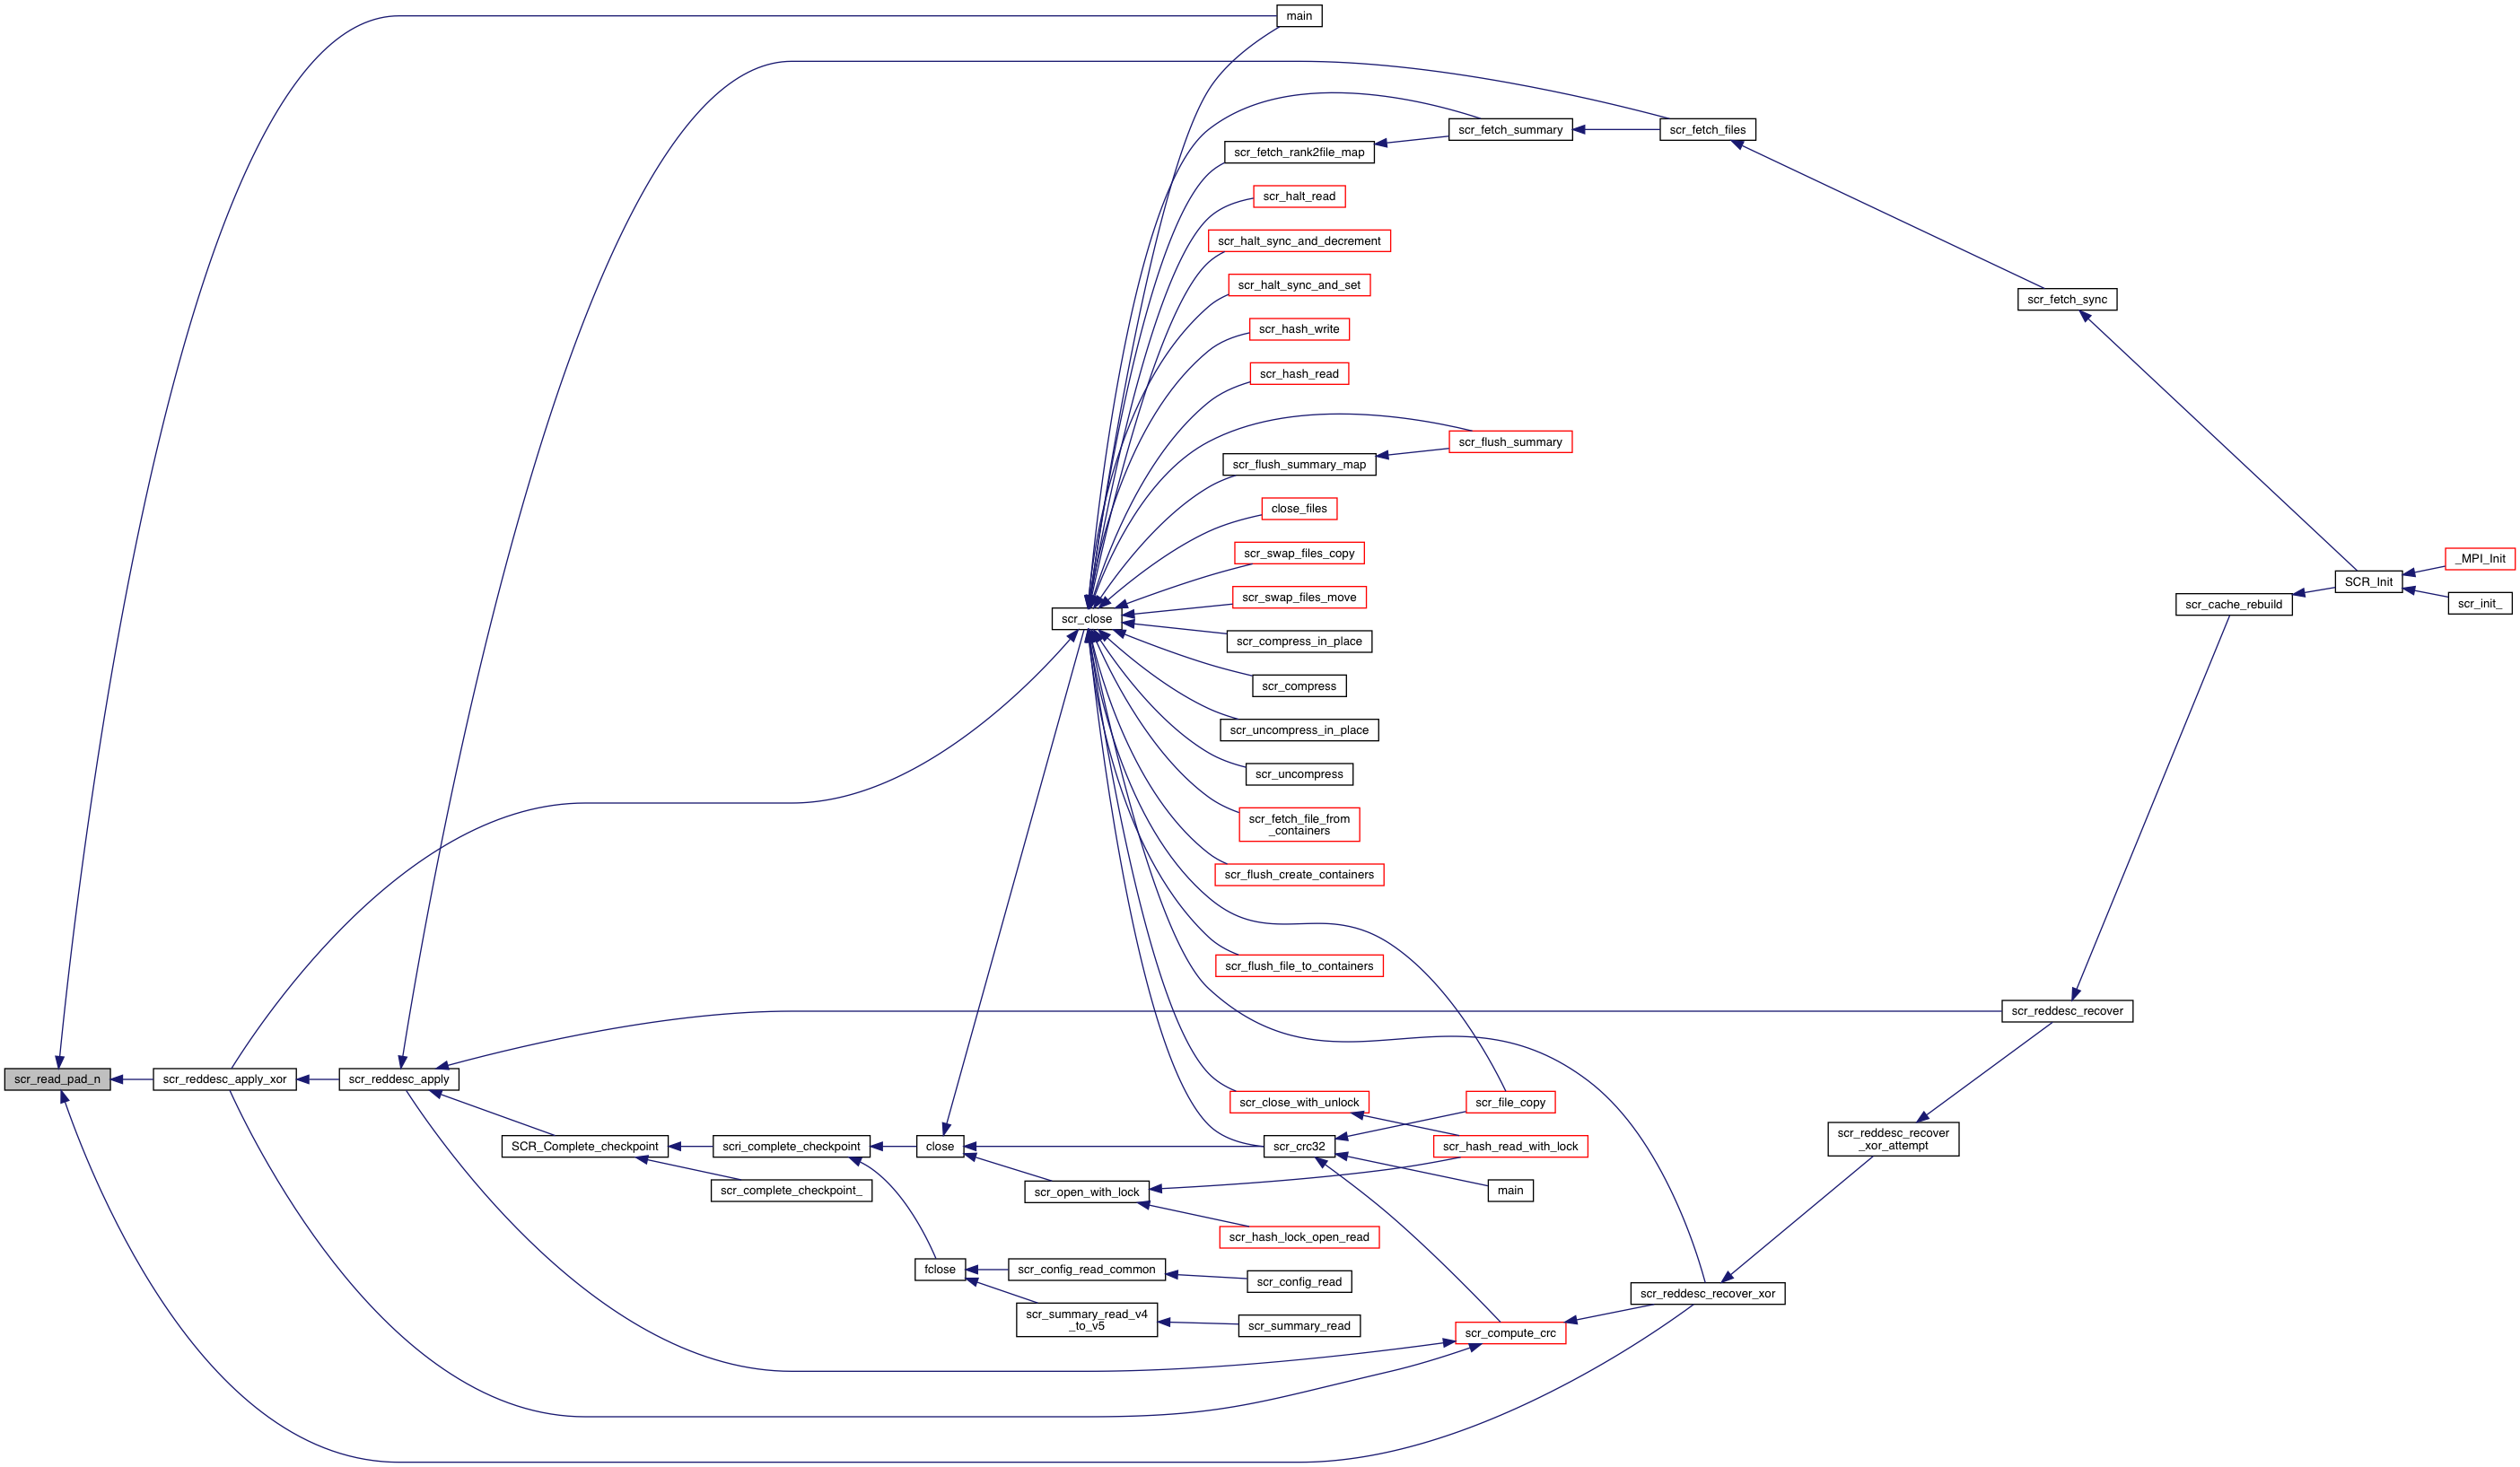 main
scr_fetch_summary
scr_fetch_files
scr_fetch_rank2file_map
scr_halt_read
scr_halt_sync_and_decrement
scr_halt_sync_and_set
scr_fetch_sync
scr_hash_write
scr_hash_read
scr_flush_summary
scr_flush_summary_map
close_files
scr_swap_files_copy
_MPI_Init
SCR_Init
scr_swap_files_move
scr_cache_rebuild
scr_init_
scr_close
scr_compress_in_place
scr_compress
scr_uncompress_in_place
scr_uncompress
scr_fetch_file_from
_containers
scr_flush_create_containers
scr_flush_file_to_containers
scr_reddesc_recover
scr_read_pad_n
scr_reddesc_apply_xor
scr_reddesc_apply
scr_close_with_unlock
scr_file_copy
scr_reddesc_recover
_xor_attempt
SCR_Complete_checkpoint
scri_complete_checkpoint
close
scr_crc32
scr_hash_read_with_lock
scr_complete_checkpoint_
scr_open_with_lock
main
scr_hash_lock_open_read
fclose
scr_config_read_common
scr_config_read
scr_reddesc_recover_xor
scr_summary_read_v4
_to_v5
scr_summary_read
scr_compute_crc